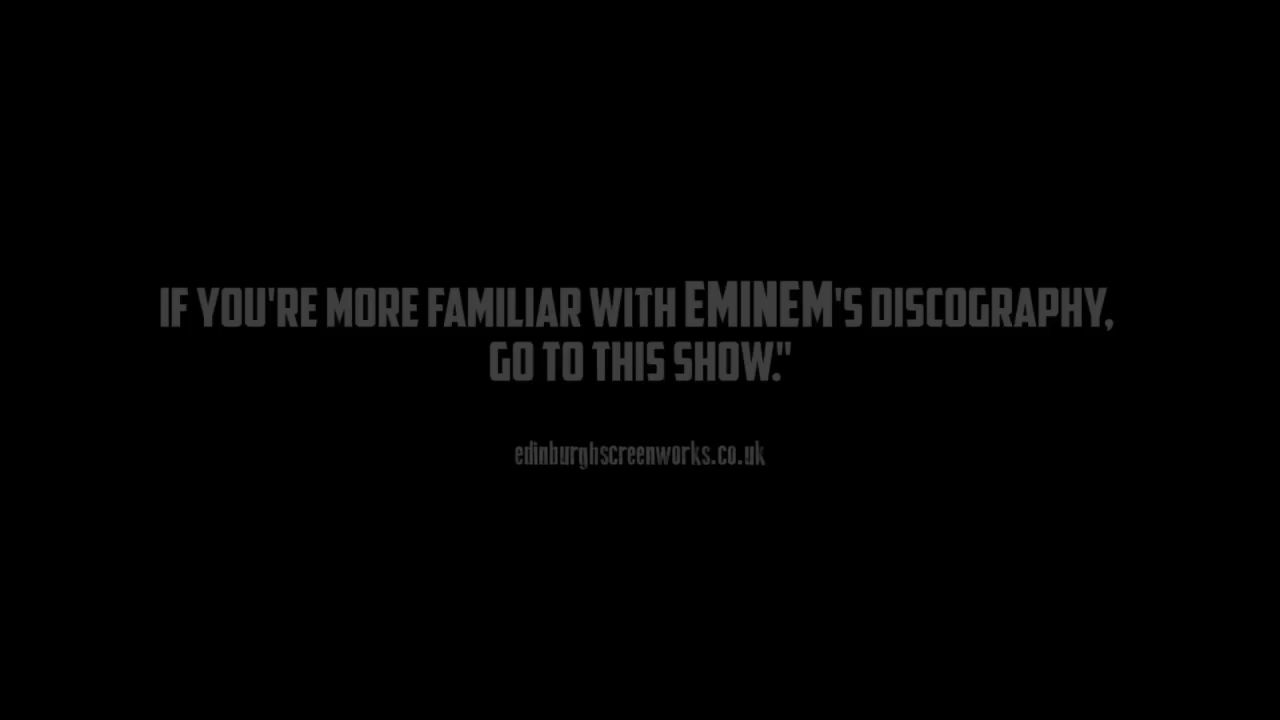 IF YOU'RE MORE FAMILIAR WITH EMINEM'S DISCOGRAPHY,
GO TO THIS SHOW."
edinburghscreenworks.co.uk